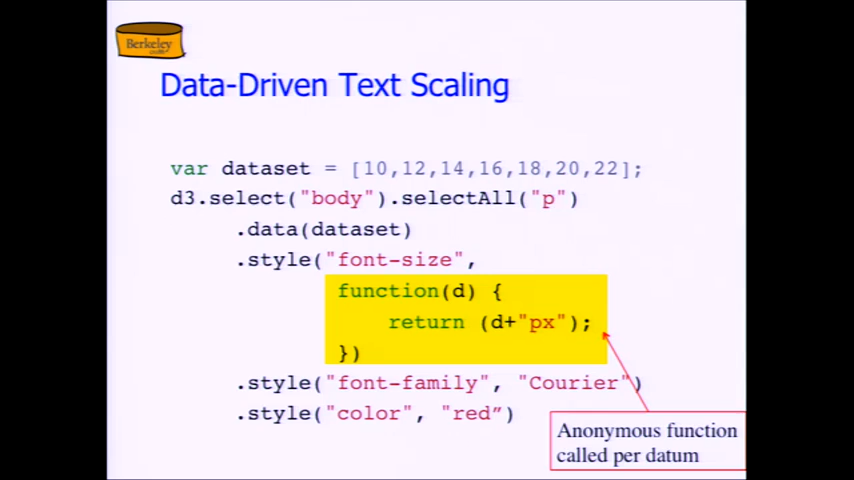 Berkeley
Data-Driven Text Scaling
var dataset = [10,12,14,16,18,20,22];
d3.select("body").selectAll("p")
.data(dataset)
.style("font-size",
function(d) {
return (d+"px");
})
.style("font-family", "Courier")
.style("color", "red”)
Anonymous function
called per datum